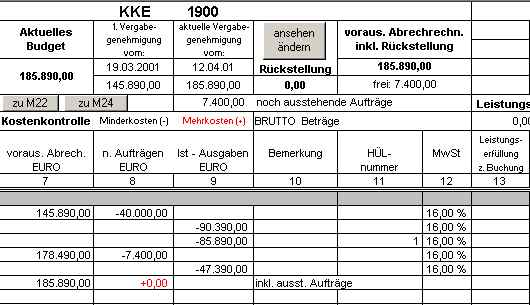 KKE 1900
Aktuelles Budget
1. Vergabe- genehmigung vom:
aktuelle Vergabe- genehmigung vom:
ansehen ändern
voraus. Abrechrechn. inkl. Rückstellung
185.890,00
19.03.2001 12.04.01 Rückstellung 185.890,00
145.890,00 185.890,00 0,00 frei: 7.400,00
zu M22 zu M24 7.400,00 noch ausstehende Aufträge Leistungs
Kostenkontrolle Minderkosten (-) Mehrkosten (+) BRUTTO Beträge 0,00
voraus. Abrech. EURO
n. Aufträgen EURO
Ist - Ausgaben EURO
Bemerkung
HÜL- nummer
MwSt
Leistungs- erfüllung z. Buchung
7 8 9 10 11 12 13
145.890,00 -40.000,00 16,00 %
-90.390,00 16,00 %
-85.890,00 1 16,00 %
178.490,00 -7.400,00 16,00 %
-47.390,00 16,00 %
185.890,00 +0,00 inkl. ausst. Aufträge